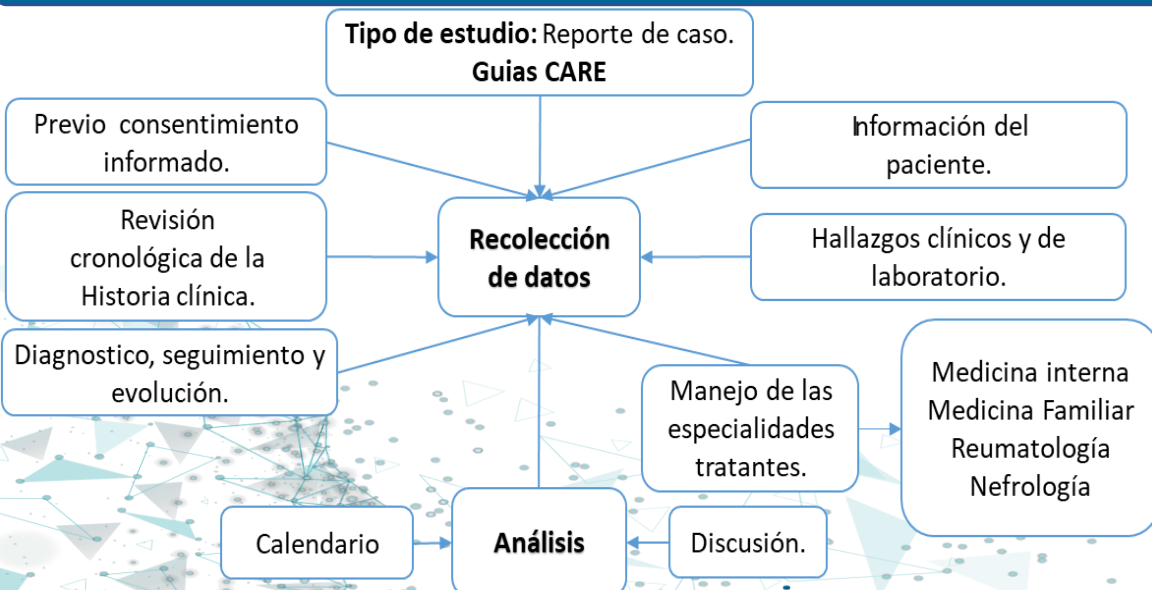 Tipo de estudio: Reporte de caso.
Guias CARE
Previo consentimiento
informado.
Información del
paciente.
Revisión
cronológica de la
Historia clínica.
Recolección
de datos
Hallazgos clínicos y de
laboratorio.
Diagnostico, seguimiento y
evolución.
Manejo de las
especialidades
tratantes.
Medicina interna
Medicina Familiar
Reumatología
Nefrología
Calendario
Análisis
Discusión.